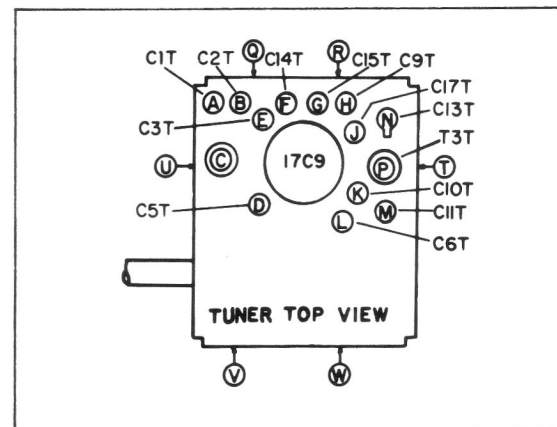 Q R
C1T C2T C14T C15T C9T
C17T
A B F G H
C13T
E J N
C3T
T3T
U C 17C9 P T
K C10T
C5T D M C11T
L
C6T
TUNER TOP VIEW
V W